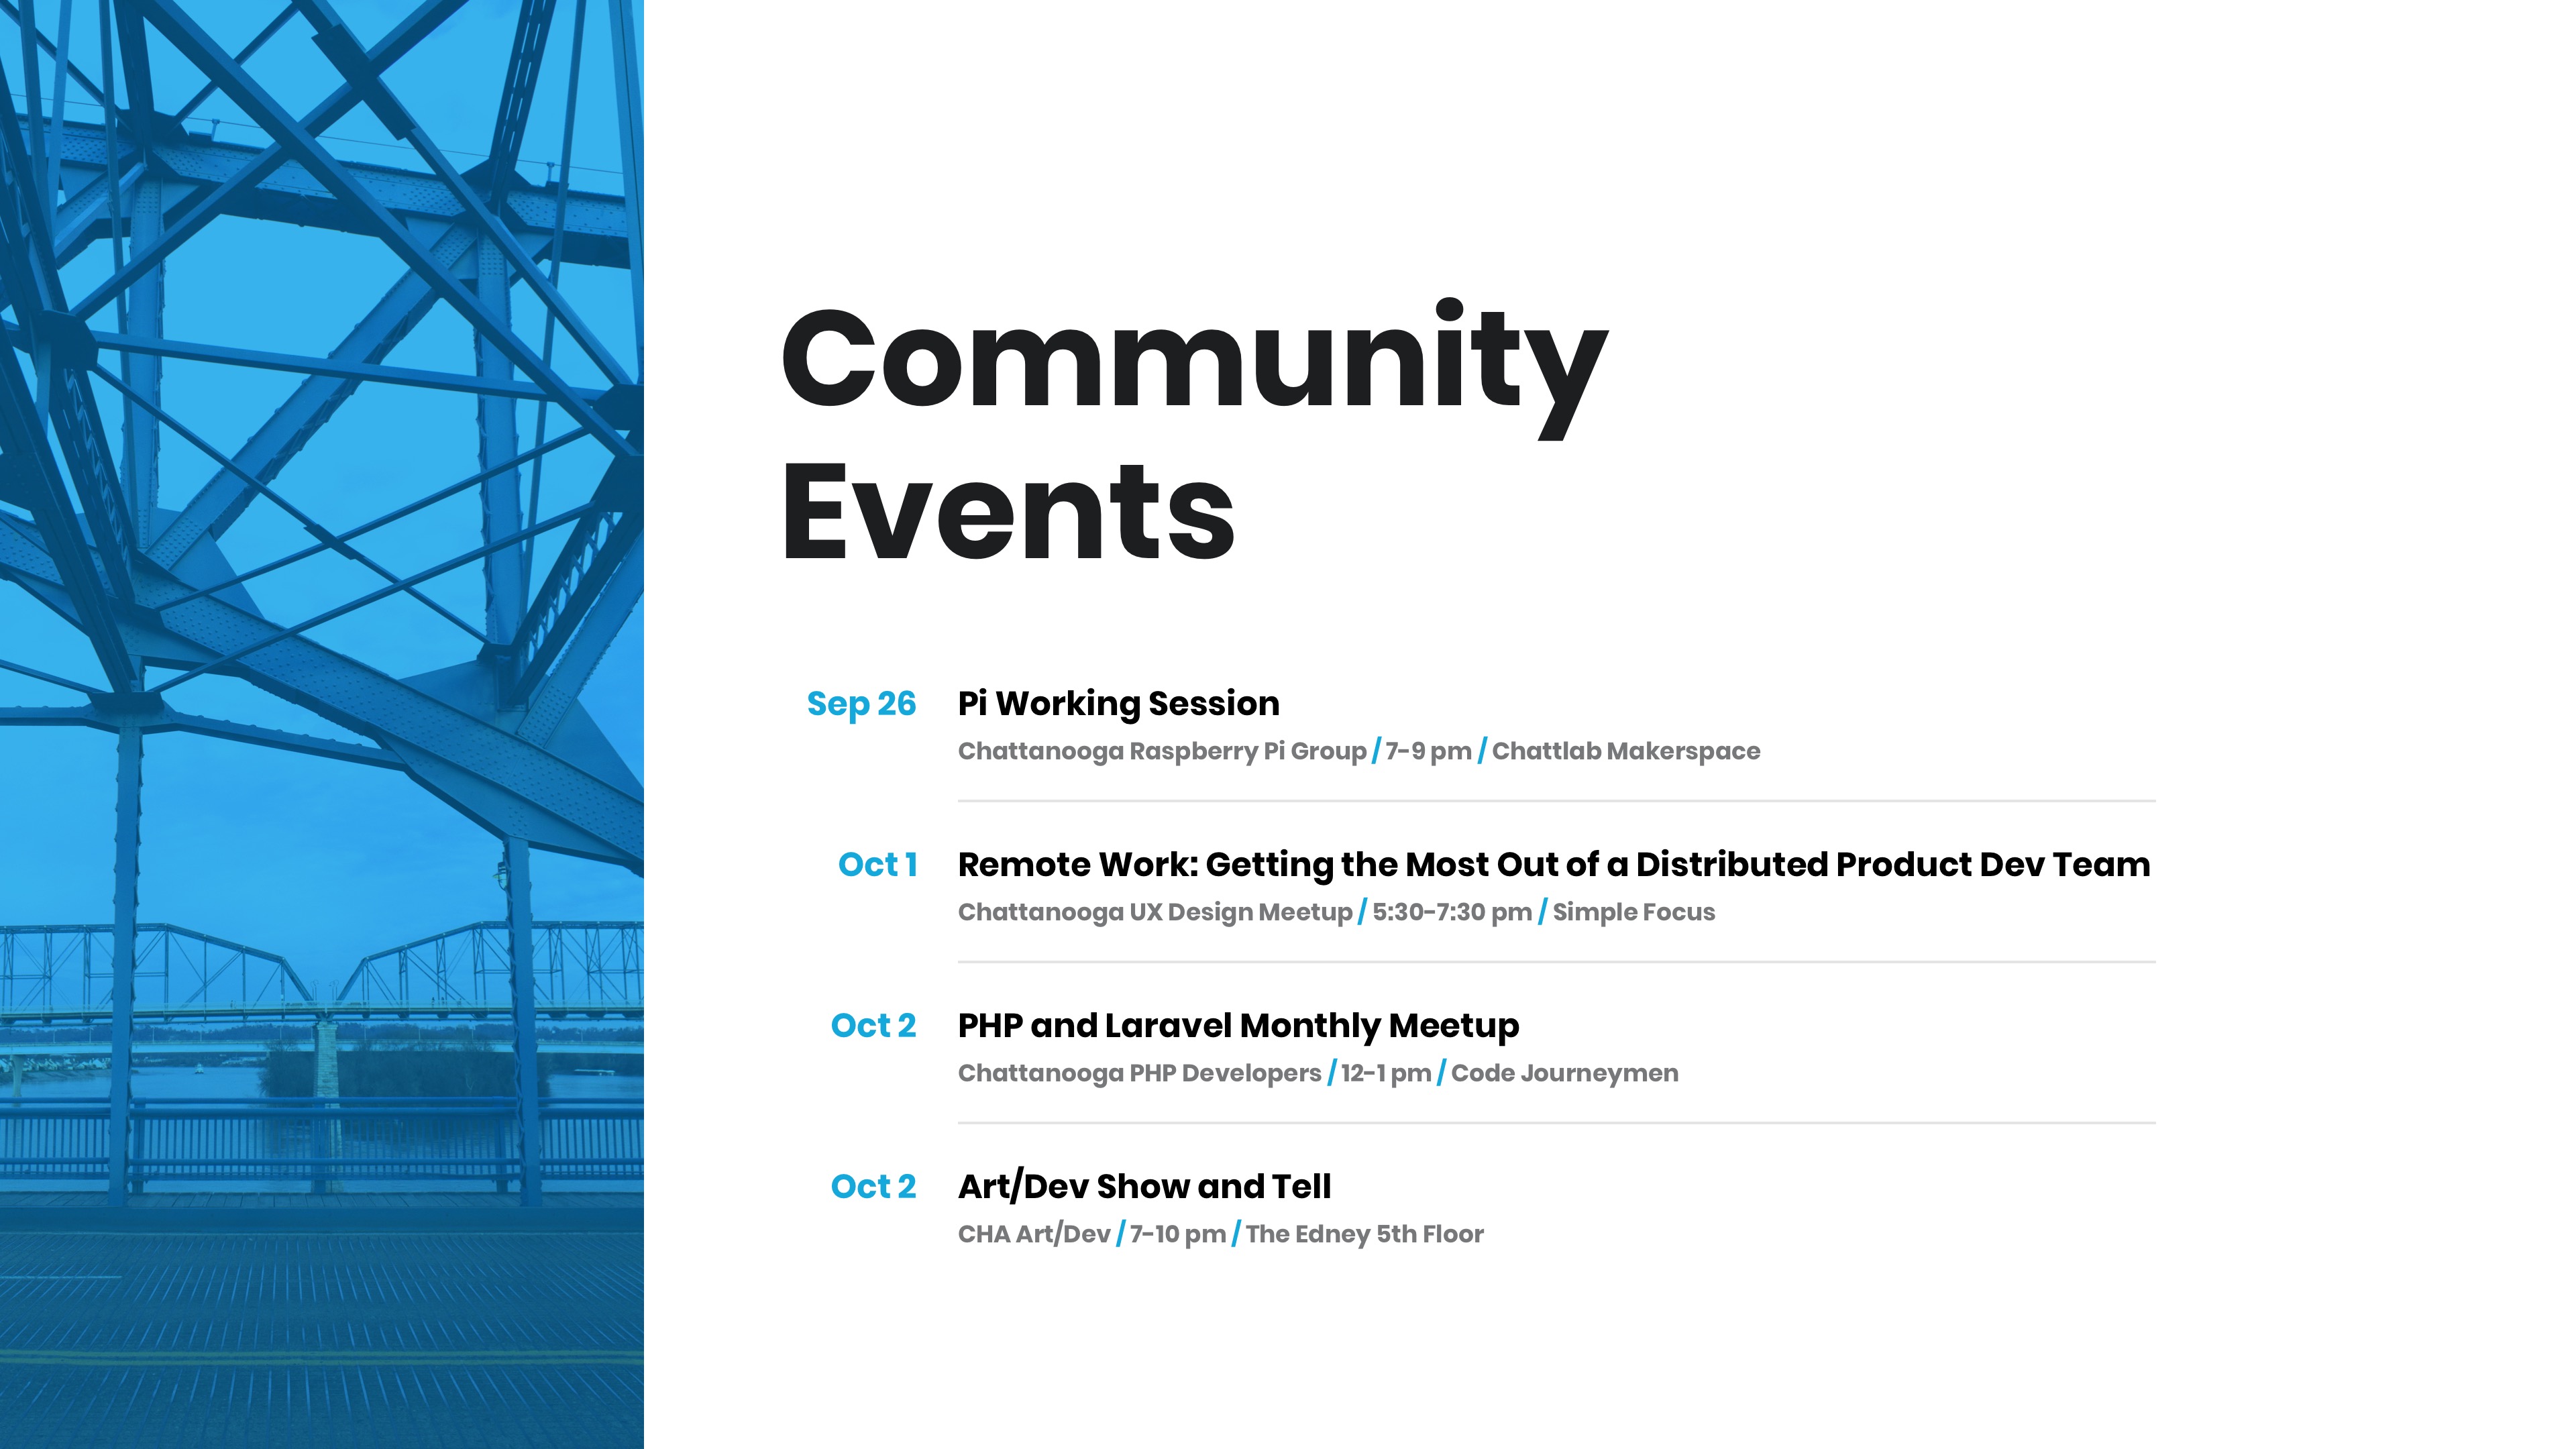 Community
Events
Sep 26 Pi Working Session
Chattanooga Raspberry Pi Group / 7-9 pm / Chattlab Makerspace
Oct 1 Remote Work: Getting the Most Out of a Distributed Product Dev Team
Chattanooga UX Design Meetup / 5:30-7:30 pm / Simple Focus
Oct 2 PHP and Laravel Monthly Meetup
Chattanooga PHP Developers / 12-1 pm / Code Journeymen
Oct 2 Art/Dev Show and Tell
CHA Art/Dev / 7-10 pm / The Edney 5th Floor